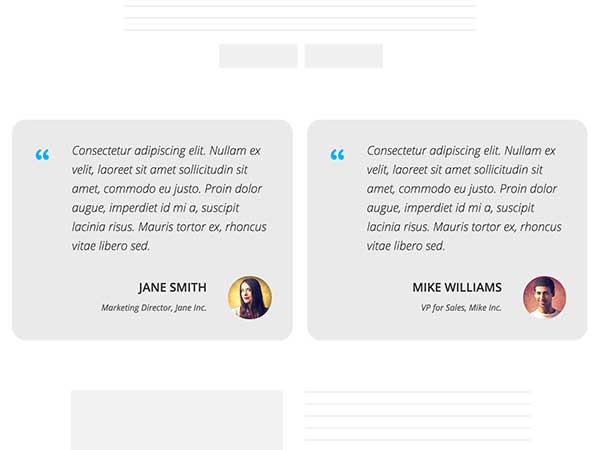 “
Consectetur adipiscing elit. Nullam ex
velit, laoreet sit amet sollicitudin sit
amet, commodo eu justo. Proin dolor
augue, imperdiet id mi a, suscipit
lacinia risus. Mauris tortor ex, rhoncus
vitae libero sed.
JANE SMITH
Marketing Director, Jane Inc.
“
Consectetur adipiscing elit. Nullam ex
velit, laoreet sit amet sollicitudin sit
amet, commodo eu justo. Proin dolor
augue, imperdiet id mi a, suscipit
lacinia risus. Mauris tortor ex, rhoncus
vitae libero sed.
MIKE WILLIAMS
VP for Sales, Mike Inc.